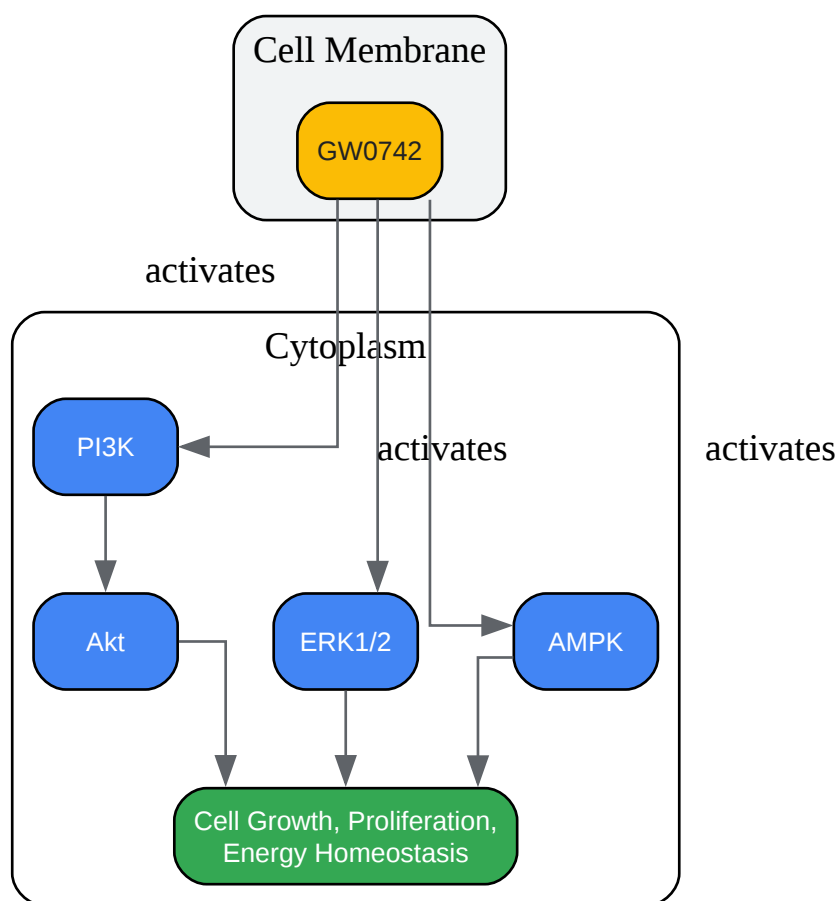 Cell Membrane
GW0742
activates
Cytoplasm
PI3K
activates
activates
Akt
ERK1/2
AMPK
Cell Growth, Proliferation,
Energy Homeostasis